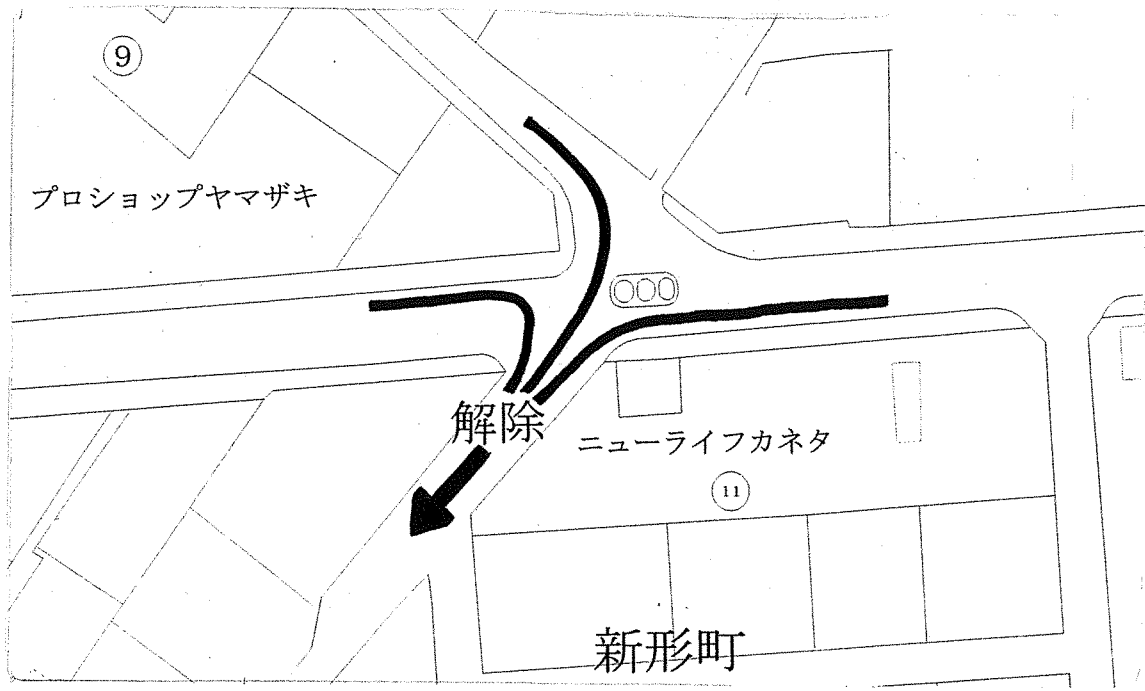 ⑨
プロショップヤマザキ
解除
ニューライフカネタ
⑪
新形町